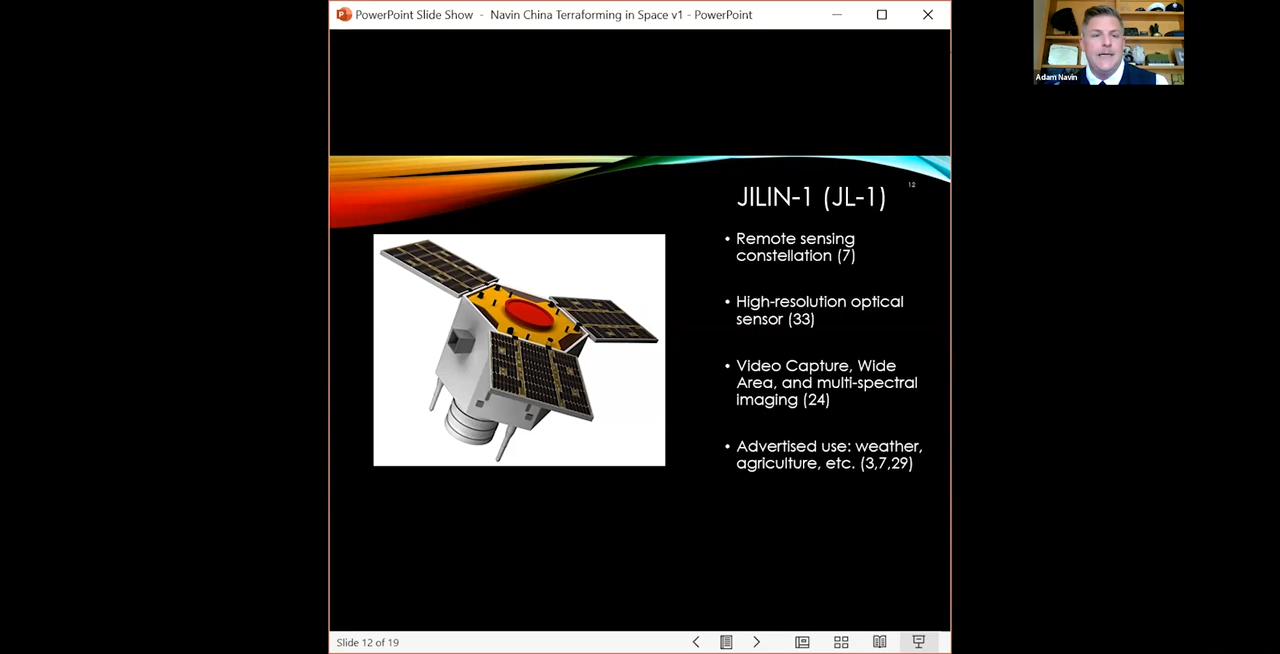 PowerPoint Slide Show - Navin China Terraforming in Space v1 - PowerPoint
Adam Navin
12
JILIN-1 (JL-1)
• Remote sensing
constellation (7)
• High-resolution optical
sensor (33)
• Video Capture, Wide
Area, and multi-spectral
imaging (24)
• Advertised use: weather,
agriculture, etc. (3,7,29)
Slide 12 of 19